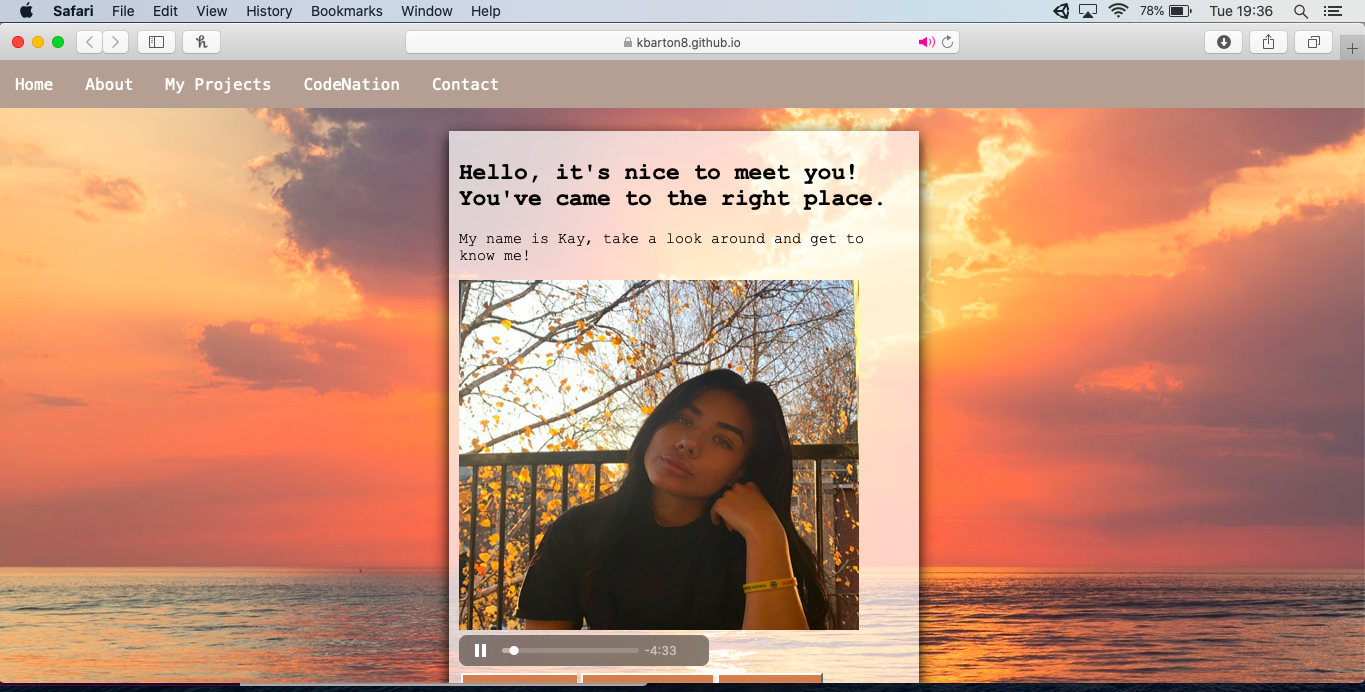 Safari File Edit View History Bookmarks Window Help 78% Tue 19:36
kbarton8.github.io
Home About My Projects CodeNation Contact
Hello, it's nice to meet you!
You've came to the right place.
My name is Kay, take a look around and get to
know me!
-4:33